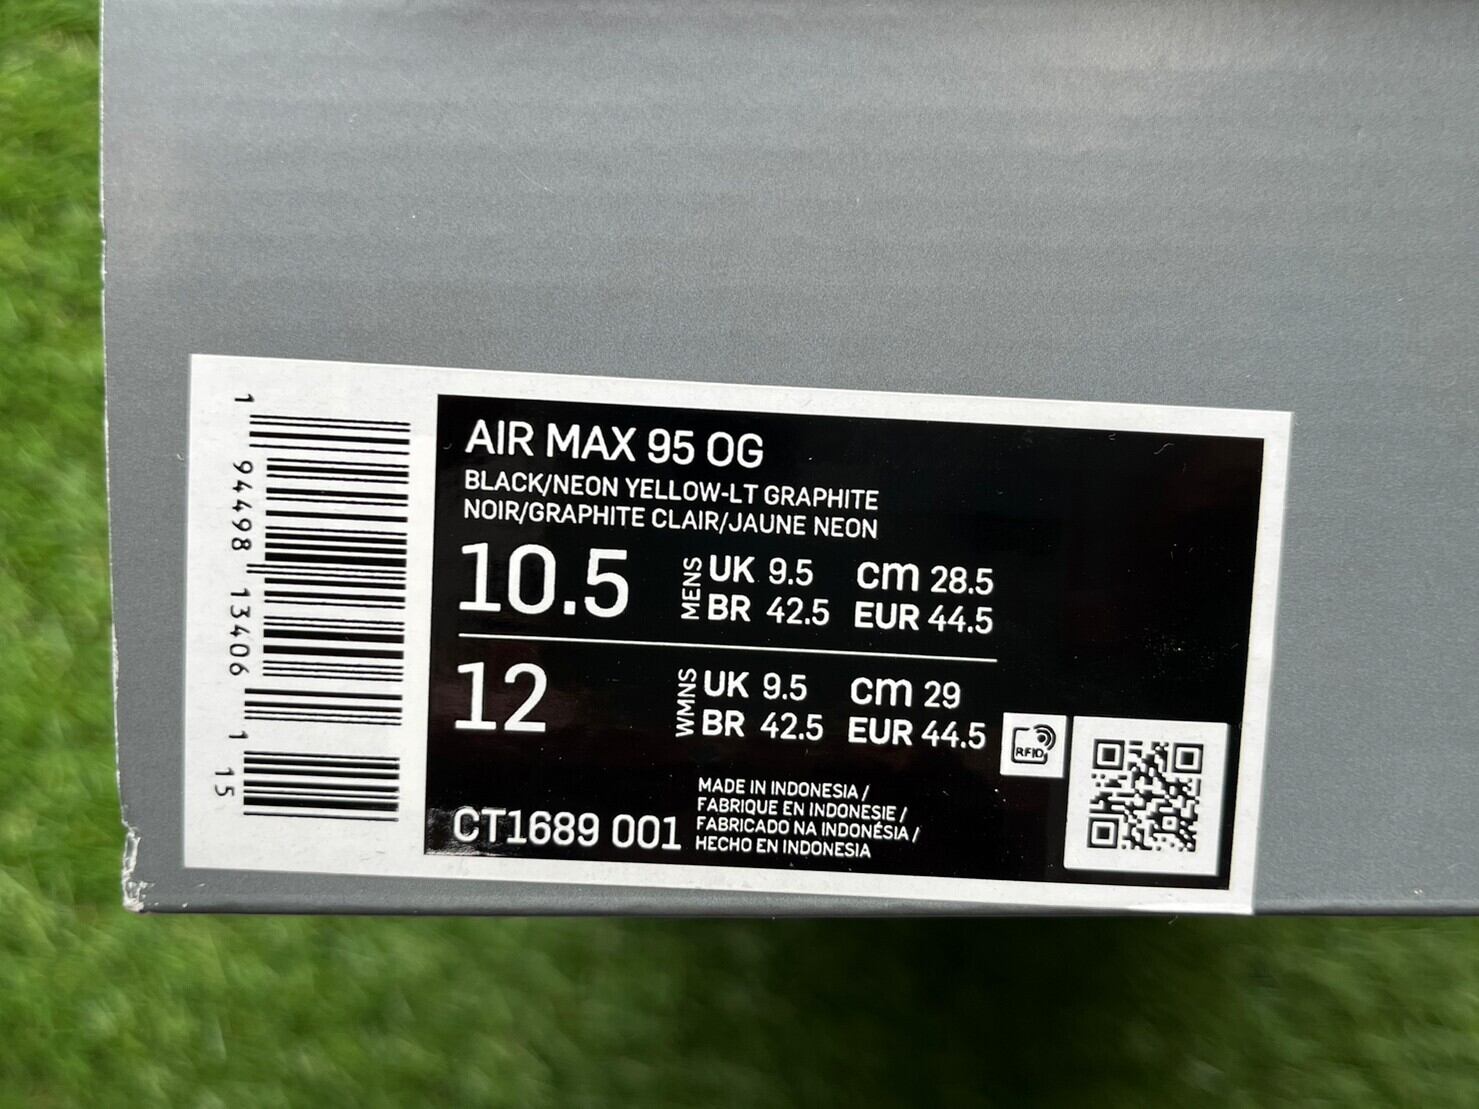 1 94498 13406 1 15
AIR MAX 95 OG
BLACK/NEON YELLOW-LT GRAPHITE
NOIR/GRAPHITE CLAIR/JAUNE NEON
10.5 MENS UK 9.5 cm 28.5
BR 42.5 EUR 44.5
12 WMNS UK 9.5 cm 29
BR 42.5 EUR 44.5
RFID
CT1689 001
MADE IN INDONESIA /
FABRIQUE EN INDONESIE /
FABRICADO NA INDONÉSIA /
HECHO EN INDONESIA